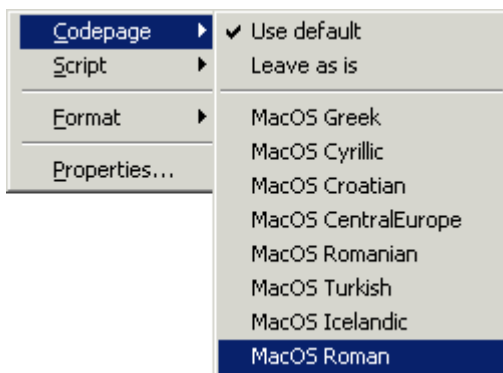 Codepage
Script
Format
Properties...
Use default
Leave as is
MacOS Greek
MacOS Cyrillic
MacOS Croatian
MacOS CentralEurope
MacOS Romanian
MacOS Turkish
MacOS Icelandic
MacOS Roman